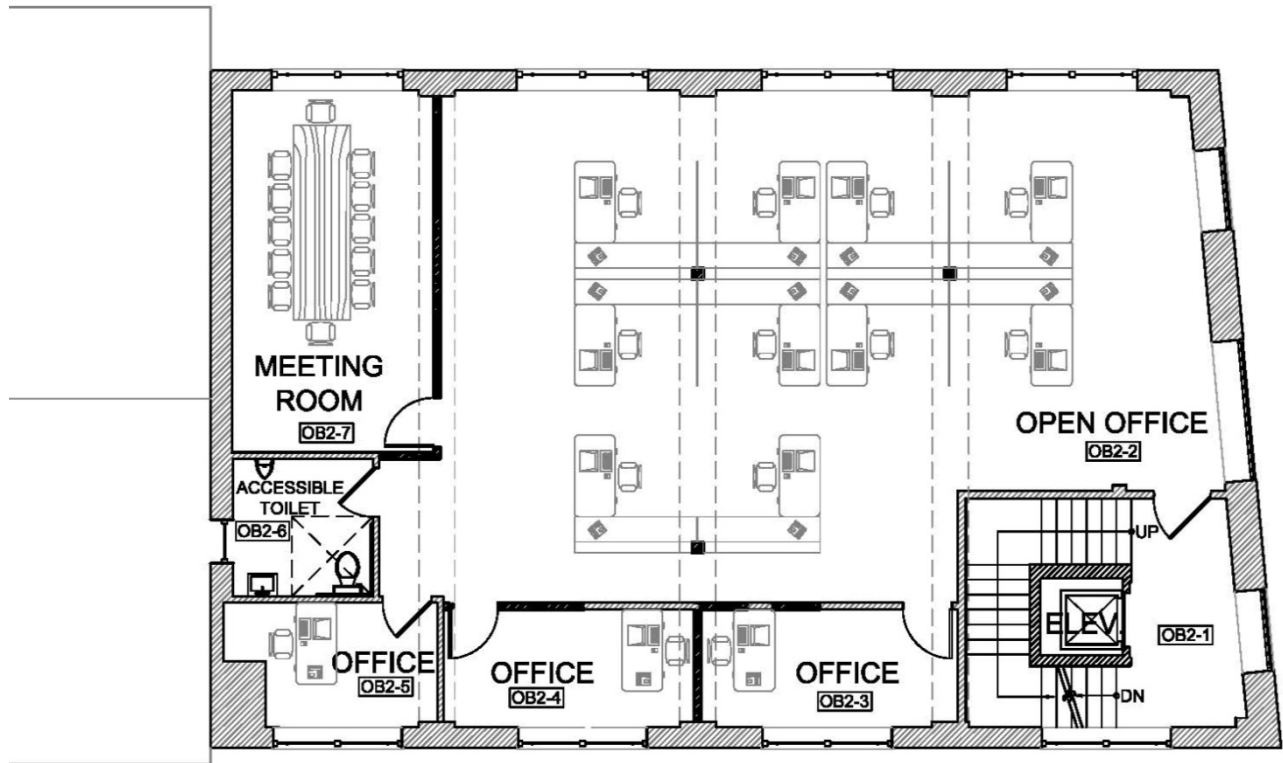 MEETING
ROOM
OB2-7
OPEN OFFICE
OB2-2
ACCESSIBLE
TOILET
OB2-6
UP
ELEV
OB2-1
OFFICE
OB2-5
OFFICE
OB2-4
OFFICE
OB2-3
DN